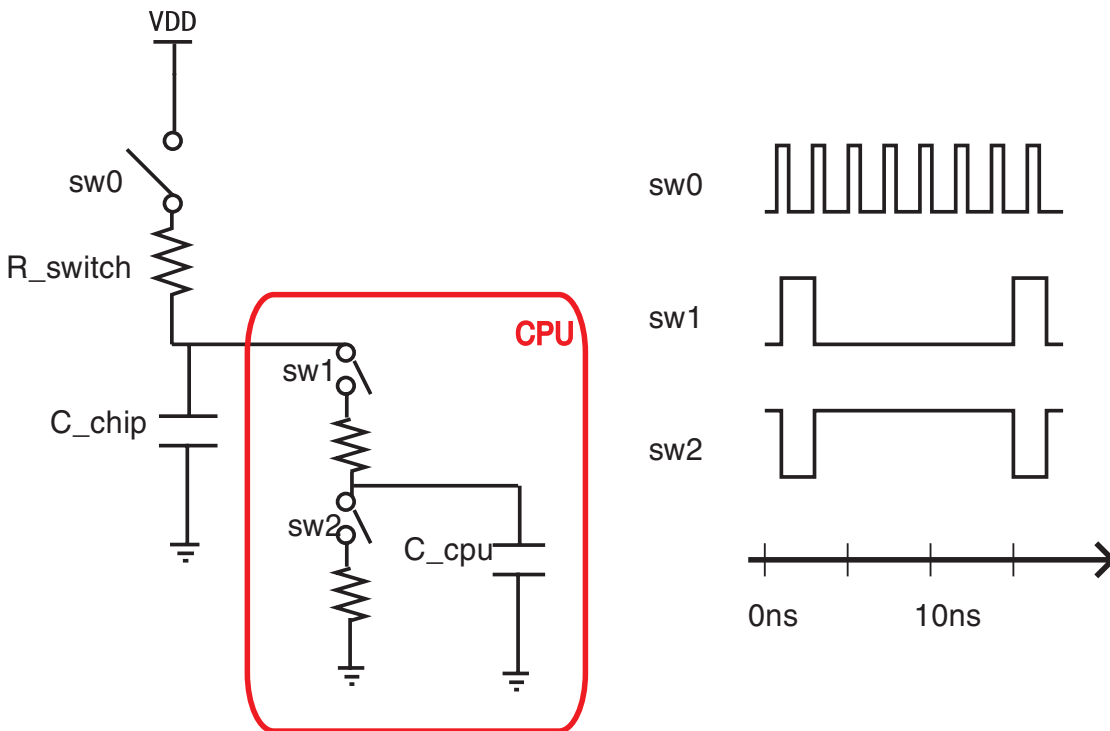 VDD
sw0
R_switch
C_chip
CPU
sw1
sw2
C_cpu
sw0
sw1
sw2
0ns 10ns